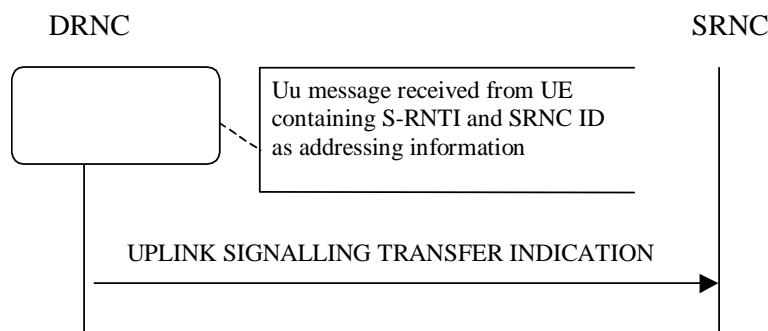 DRNC
SRNC
Uu message received from UE
containing S-RNTI and SRNC ID
as addressing information
UPLINK SIGNALLING TRANSFER INDICATION